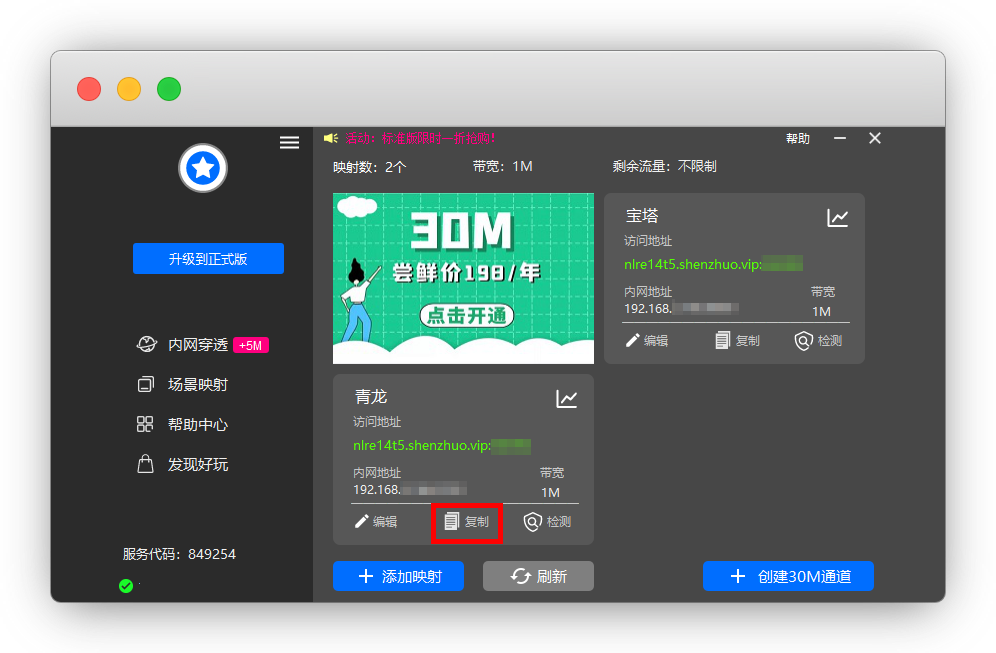 活动：标准版限时一折抢购！
帮助
映射数：2个
带宽：1M
剩余流量：不限制
升级到正式版
内网穿透 +5M
场景映射
帮助中心
发现好玩
服务代码：849254
30M
尝鲜价198/年
点击开通
宝塔
访问地址
nlre14t5.shenzhuo.vip:
内网地址 带宽
192.168. 1M
编辑 复制 检测
青龙
访问地址
nlre14t5.shenzhuo.vip:
内网地址 带宽
192.168. 1M
编辑 复制 检测
添加映射 刷新 创建30M通道